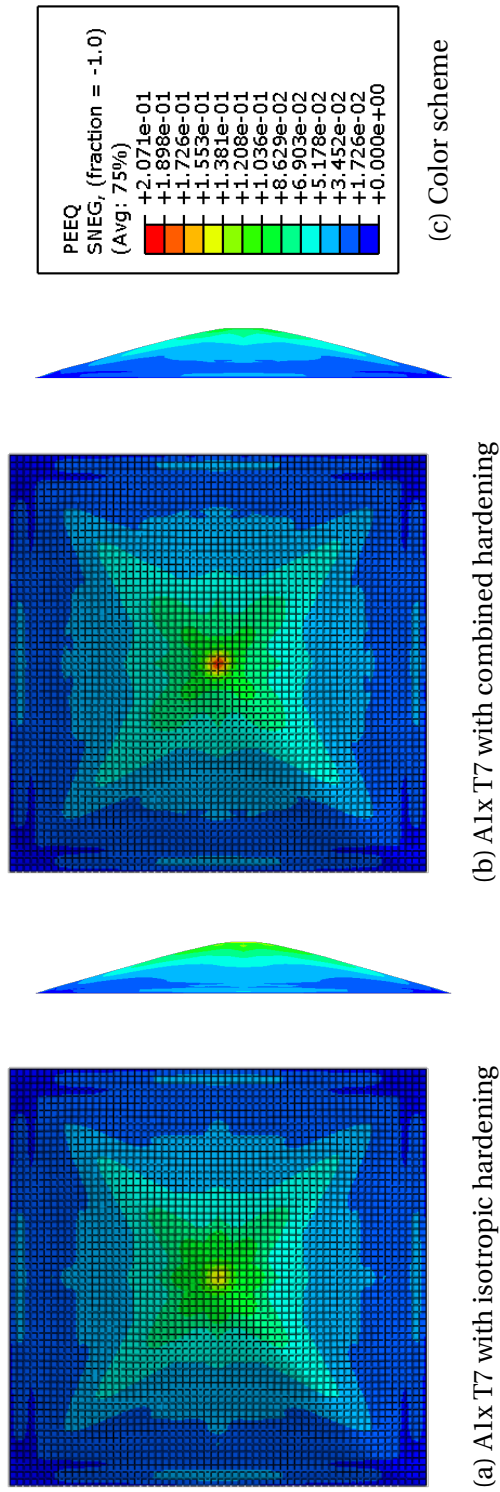 (a) A1x T7 with isotropic hardening
(b) A1x T7 with combined hardening
PEEQ
SNEG, (fraction = -1.0)
(Avg: 75%)
+2.071e-01
+1.898e-01
+1.726e-01
+1.553e-01
+1.381e-01
+1.208e-01
+1.036e-01
+8.629e-02
+6.903e-02
+5.178e-02
+3.452e-02
+1.726e-02
+0.000e+00
(c) Color scheme